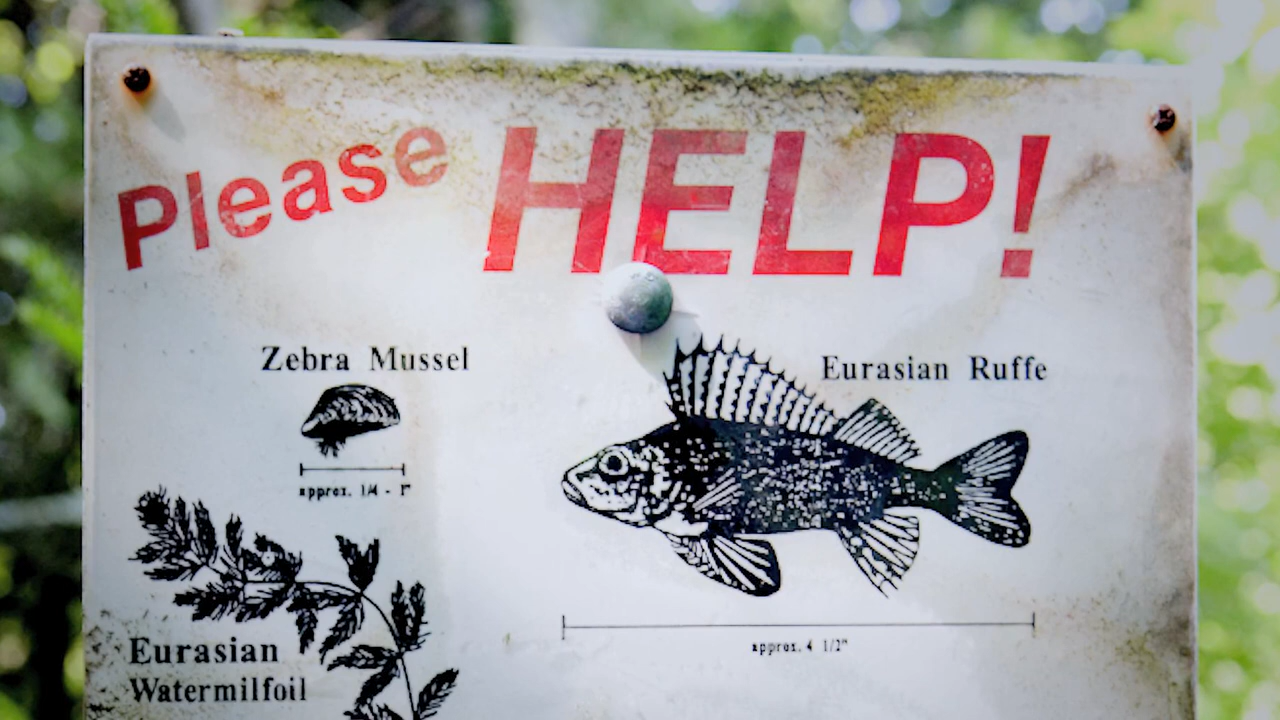 Please HELP!
Zebra Mussel
approx. 1/4 - 1"
Eurasian Ruffe
approx. 4 1/2"
Eurasian
Watermilfoil